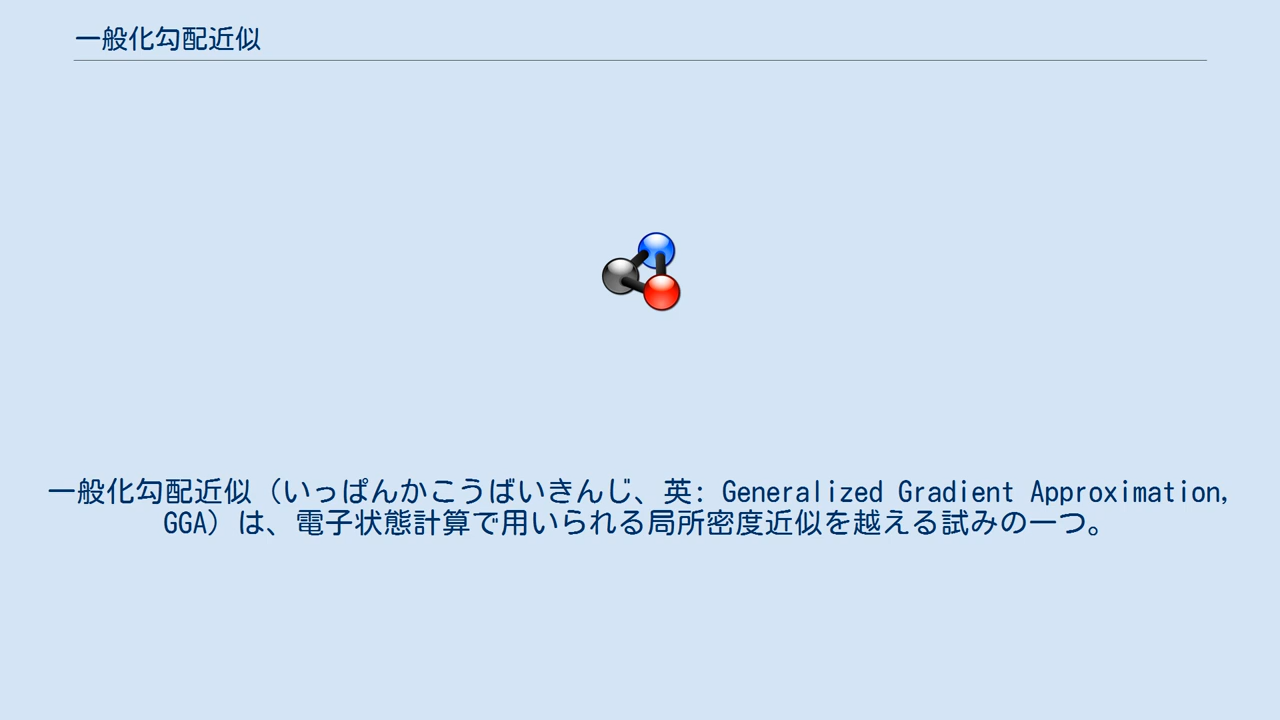 一般化勾配近似
一般化勾配近似（いっぱんかこうばいきんじ、英: Generalized Gradient Approximation,
GGA）は、電子状態計算で用いられる局所密度近似を越える試みの一つ。